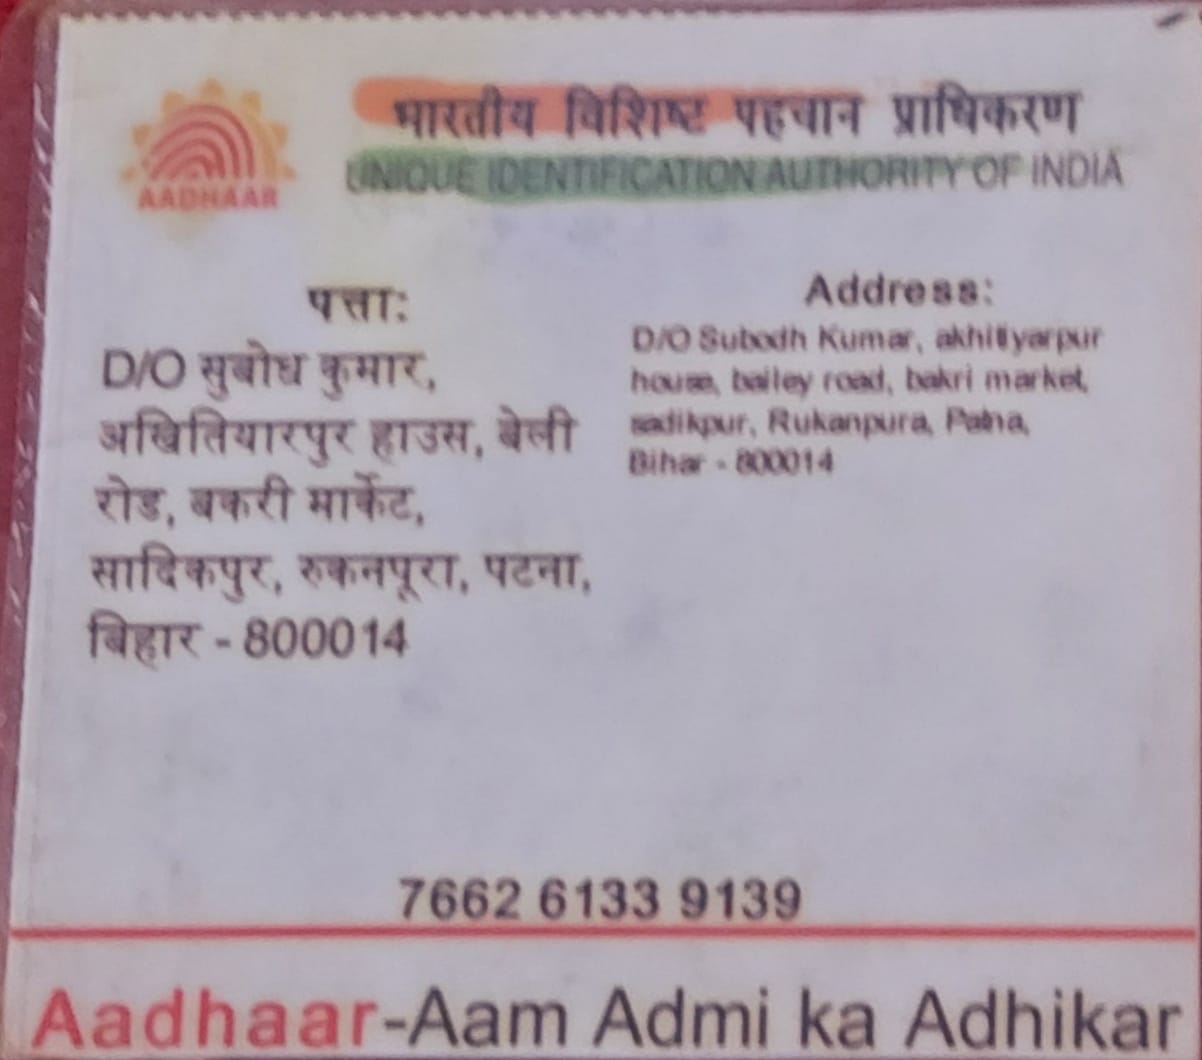 भारतीय विशिष्ट पहचान प्राधिकरण
AADHAAR
UNIQUE IDENTIFICATION AUTHORITY OF INDIA
पत्ता:
D/O सुबोध कुमार,
अखितियारपुर हाउस, बेली
रोड, बकरी मार्केट,
सादिकपुर, रुकनपूरा, पटना,
बिहार - 800014
Address:
D/O Subodh Kumar, akhitiyarpur
house, bailey road, bakri market,
sadikpur, Rukanpura, Patna,
Bihar - 800014
7662 6133 9139
Aadhaar-Aam Admi ka Adhikar